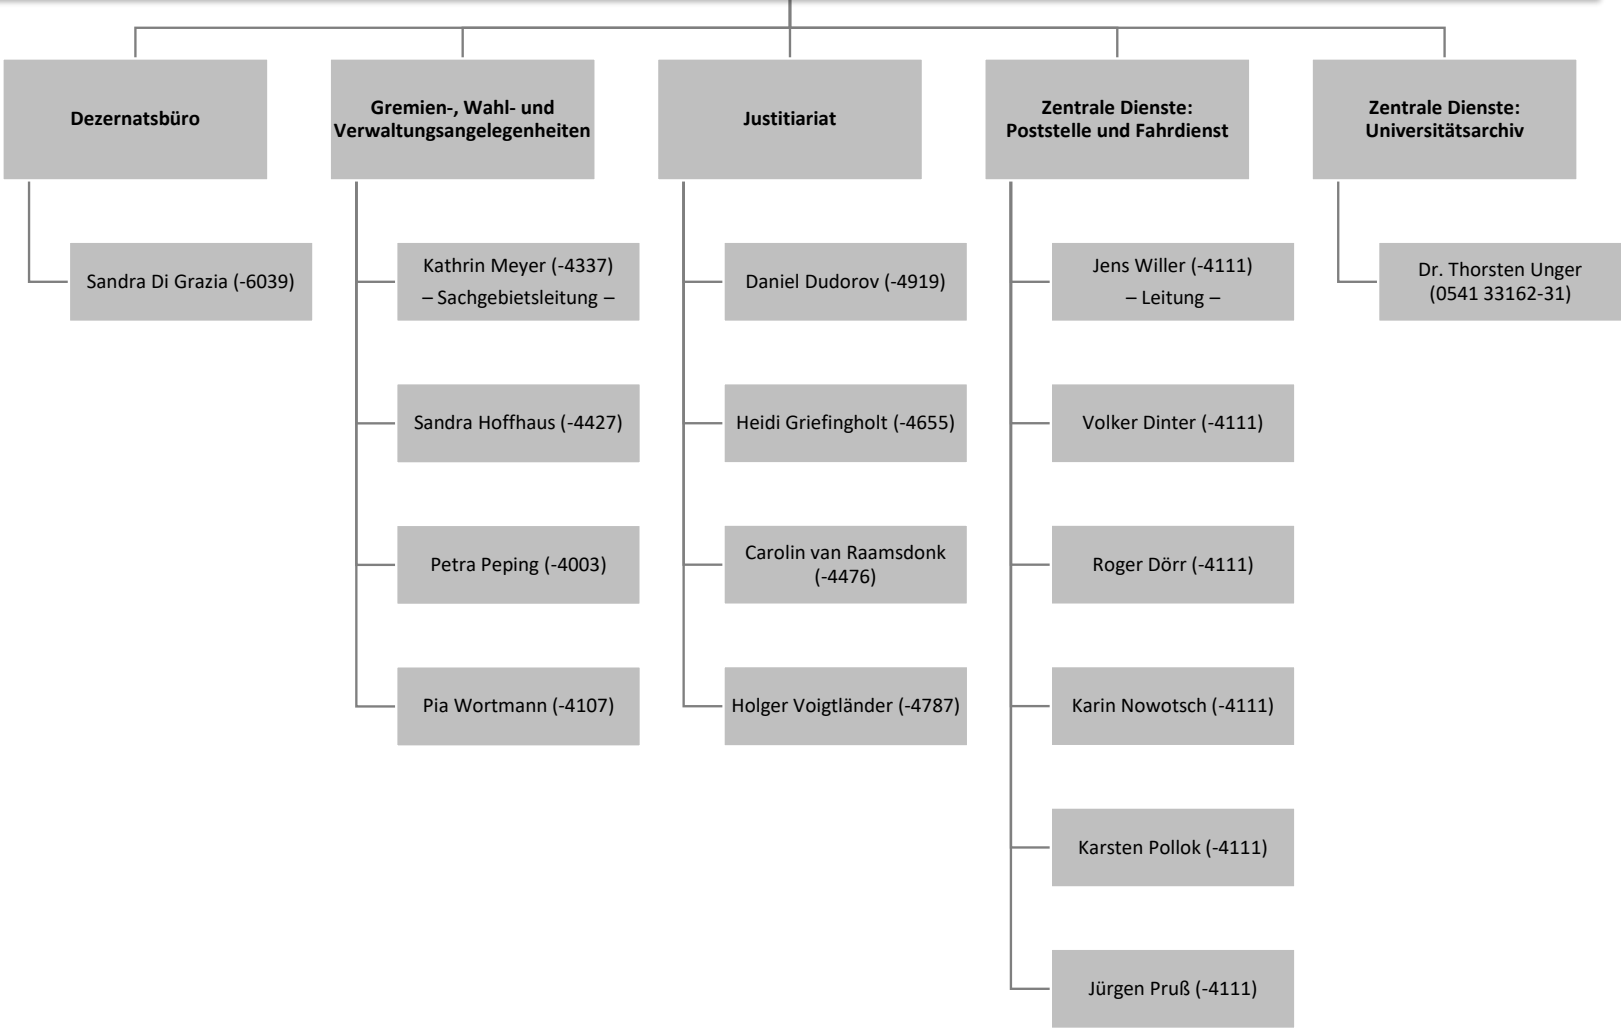 Dezernatsbüro
Gremien-, Wahl- und
Verwaltungsangelegenheiten
Justitiariat
Zentrale Dienste:
Poststelle und Fahrdienst
Zentrale Dienste:
Universitätsarchiv
Sandra Di Grazia (-6039)
Kathrin Meyer (-4337)
– Sachgebietsleitung –
Sandra Hoffhaus (-4427)
Petra Peping (-4003)
Pia Wortmann (-4107)
Daniel Dudorov (-4919)
Heidi Griefingholt (-4655)
Carolin van Raamsdonk
(-4476)
Holger Voigtländer (-4787)
Jens Willer (-4111)
– Leitung –
Volker Dinter (-4111)
Roger Dörr (-4111)
Karin Nowotsch (-4111)
Karsten Pollok (-4111)
Jürgen Pruß (-4111)
Dr. Thorsten Unger
(0541 33162-31)